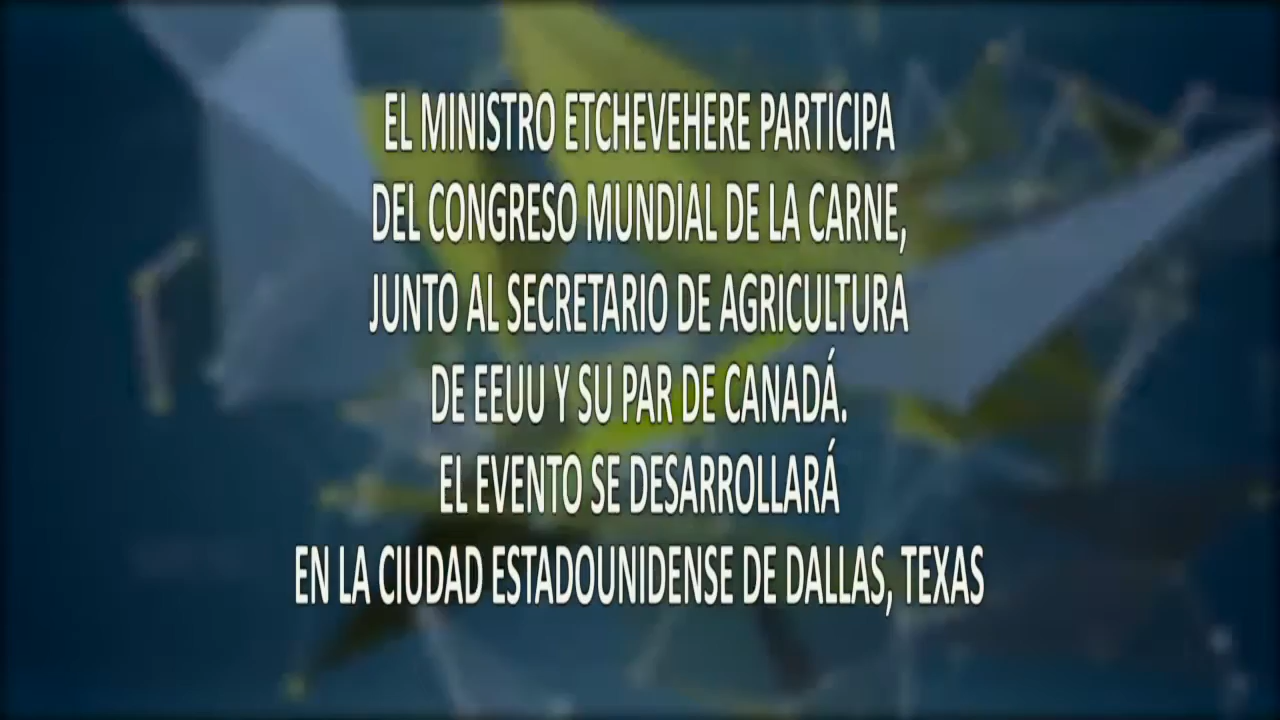 EL MINISTRO ETCHEVEHERE PARTICIPA
DEL CONGRESO MUNDIAL DE LA CARNE,
JUNTO AL SECRETARIO DE AGRICULTURA
DE EEUU Y SU PAR DE CANADÁ.
EL EVENTO SE DESARROLLARÁ
EN LA CIUDAD ESTADOUNIDENSE DE DALLAS, TEXAS